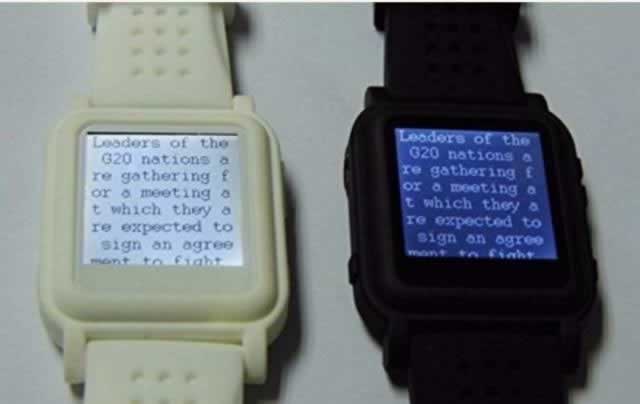 Leaders of the
G20 nations a
re gathering f
or a meeting a
t which they a
re expected to
sign an agree
ment to fight
Leaders of the
G20 nations a
re gathering f
or a meeting a
t which they a
re expected to
sign an agree
ment to fight